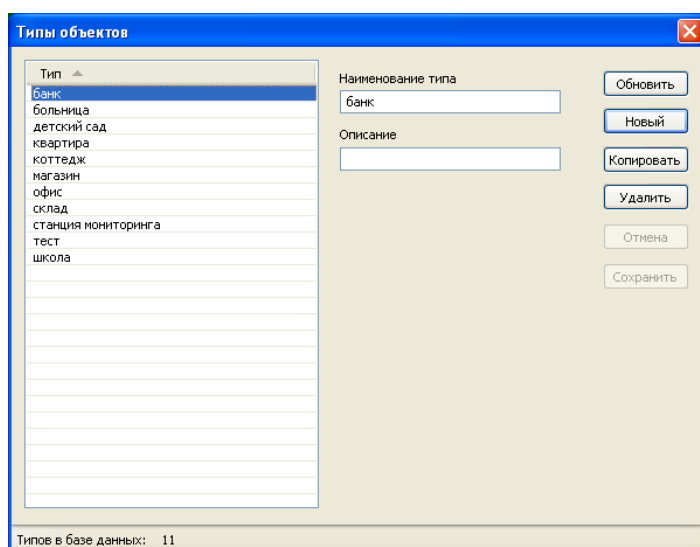 Типы объектов
Тип
банк
больница
детский сад
квартира
коттедж
магазин
офис
склад
станция мониторинга
тест
школа
Наименование типа
банк
Описание
Обновить
Новый
Копировать
Удалить
Отмена
Сохранить
Типов в базе данных: 11